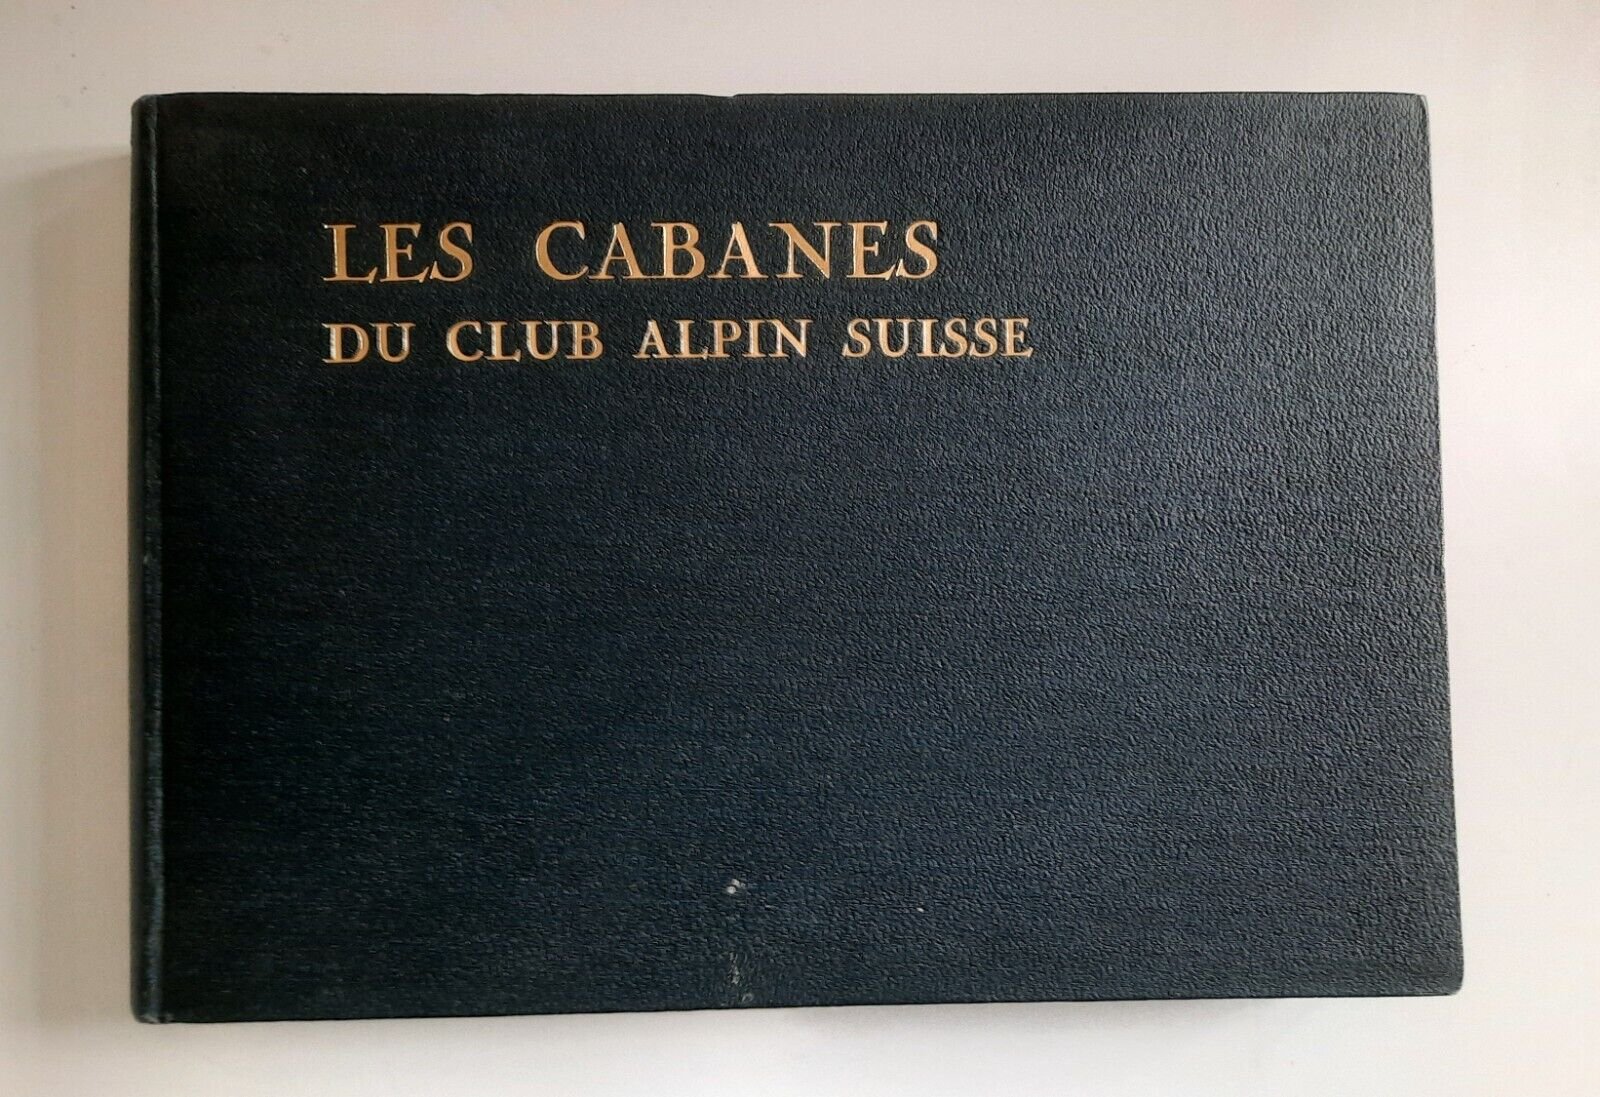 LES CABANES
DU CLUB ALPIN SUISSE